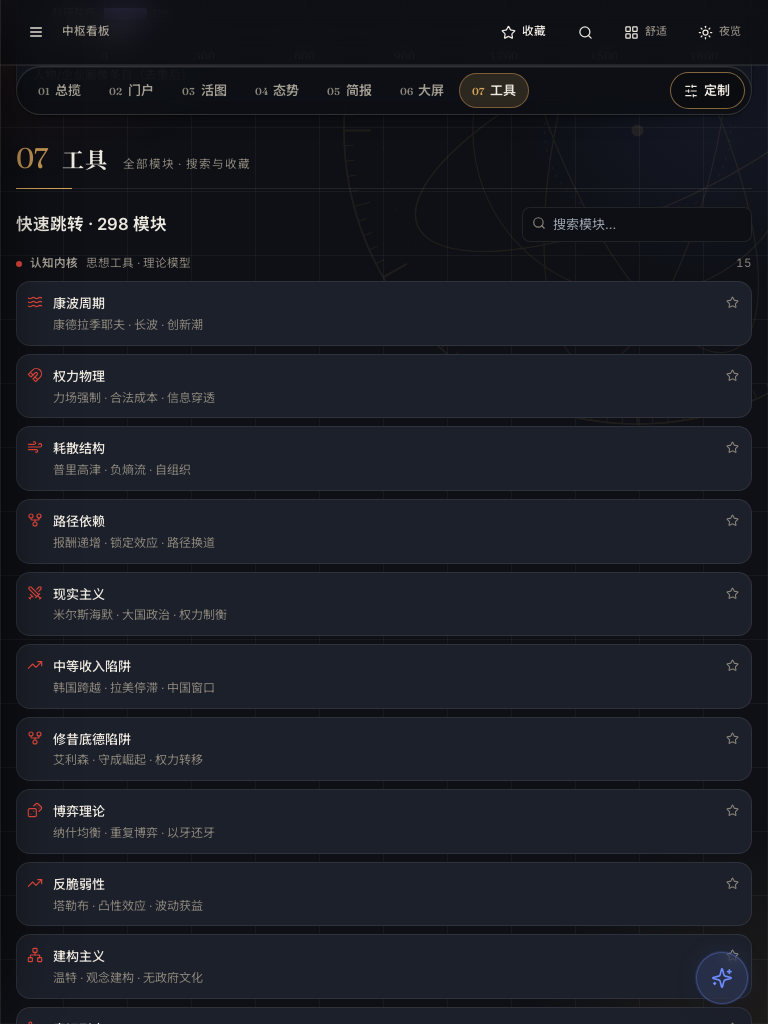 中枢看板
收藏
舒适
夜览
01 总揽
02 门户
03 活图
04 态势
05 简报
06 大屏
07 工具
定制
07 工具 全部模块 · 搜索与收藏
快速跳转 · 298 模块
搜索模块...
认知内核 思想工具 · 理论模型 15
康波周期
康德拉季耶夫 · 长波 · 创新潮
权力物理
力场强制 · 合法成本 · 信息穿透
耗散结构
普里高津 · 负熵流 · 自组织
路径依赖
报酬递增 · 锁定效应 · 路径换道
现实主义
米尔斯海默 · 大国政治 · 权力制衡
中等收入陷阱
韩国跨越 · 拉美停滞 · 中国窗口
修昔底德陷阱
艾利森 · 守成崛起 · 权力转移
博弈理论
纳什均衡 · 重复博弈 · 以牙还牙
反脆弱性
塔勒布 · 凸性效应 · 波动获益
建构主义
温特 · 观念建构 · 无政府文化